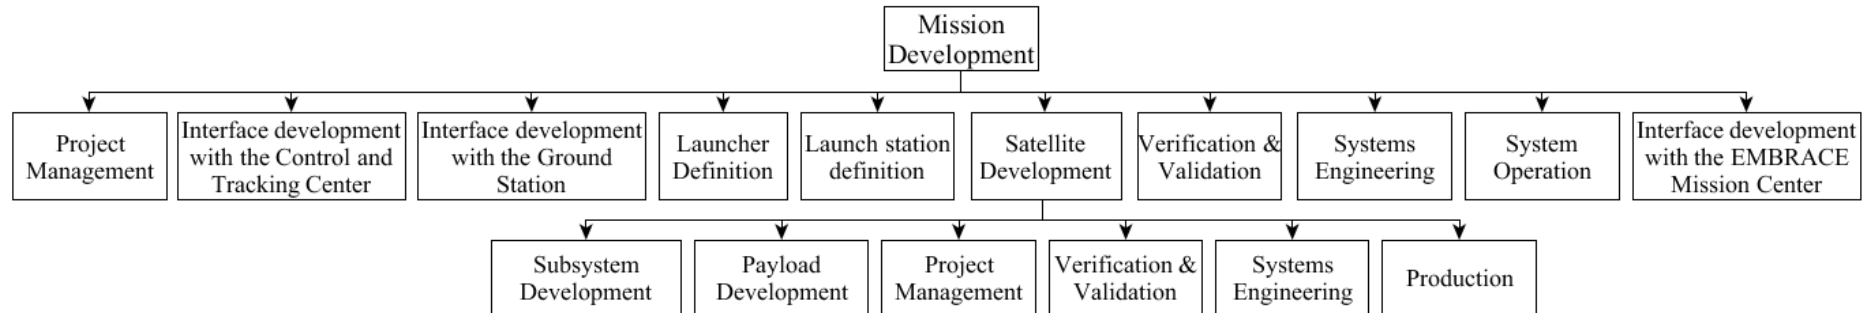 Mission
Development
Project
Management
Interface development
with the Control and
Tracking Center
Interface development
with the Ground
Station
Launcher
Definition
Launch station
definition
Satellite
Development
Verification &
Validation
Systems
Engineering
System
Operation
Interface development
with the EMBRACE
Mission Center
Subsystem
Development
Payload
Development
Project
Management
Verification &
Validation
Systems
Engineering
Production